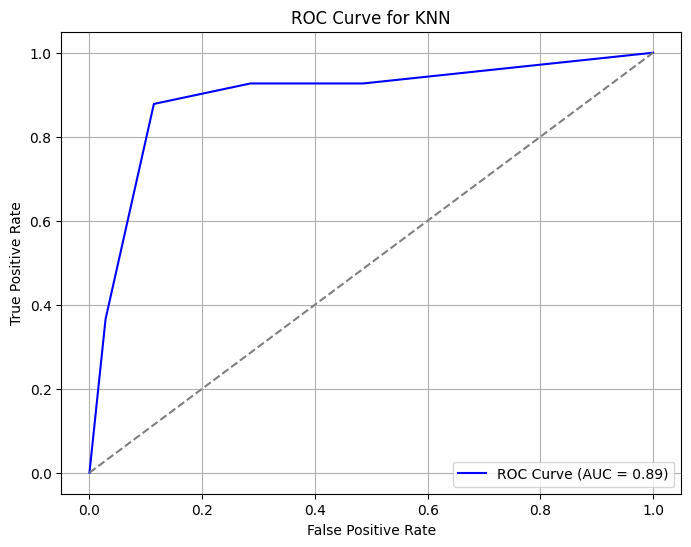 ROC Curve for KNN
True Positive Rate
1.0
0.8
0.6
0.4
0.2
0.0
ROC Curve (AUC = 0.89)
0.0 0.2 0.4 0.6 0.8 1.0
False Positive Rate